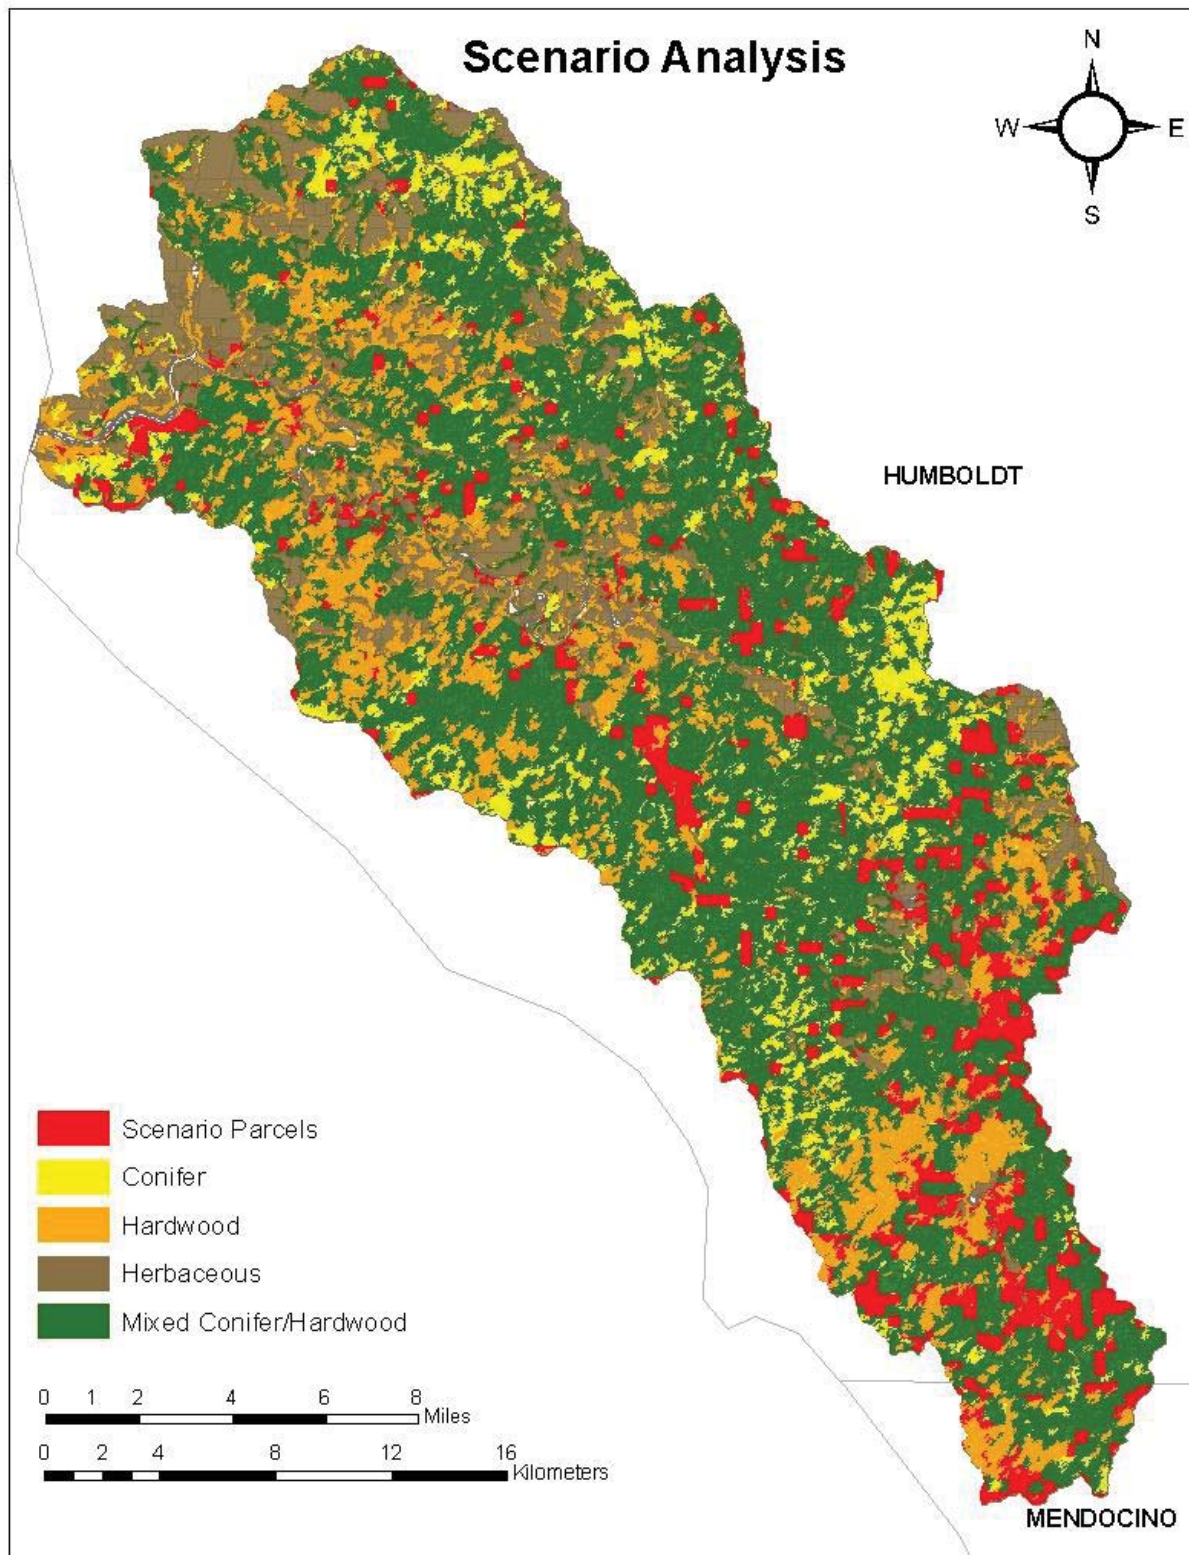 Scenario Analysis
N
W E
S
HUMBOLDT
Scenario Parcels
Conifer
Hardwood
Herbaceous
Mixed Conifer/Hardwood
0 1 2 4 6 8
Miles
0 2 4 8 12 16
Kilometers
MENDOCINO